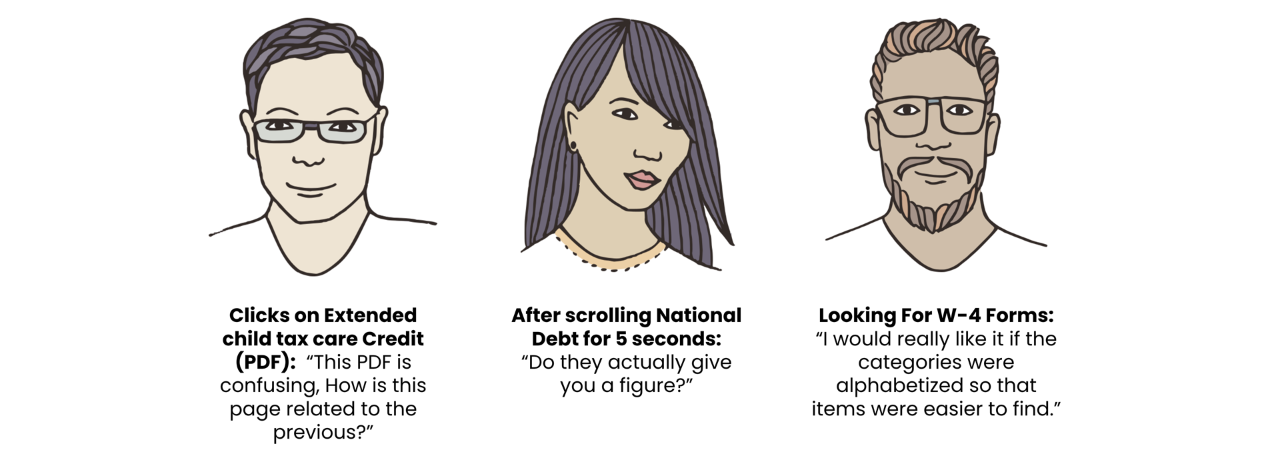 Clicks on Extended
child tax care Credit
(PDF): “This PDF is
confusing, How is this
page related to the
previous?”
After scrolling National
Debt for 5 seconds:
“Do they actually give
you a figure?”
Looking For W-4 Forms:
“I would really like it if the
categories were
alphabetized so that
items were easier to find.”